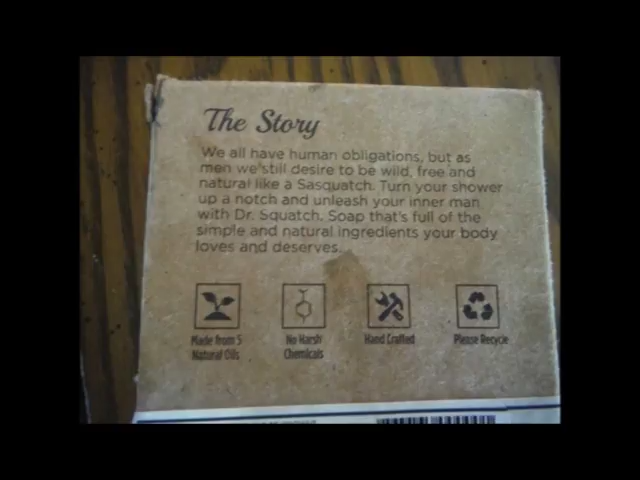 The Story
We all have human obligations, but as
men we still desire to be wild, free and
natural like a Sasquatch. Turn your shower
up a notch and unleash your inner man
with Dr. Squatch. Soap that's full of the
simple and natural ingredients your body
loves and deserves.
Made from 5
Natural Oils
No Harsh
Chemicals
Hand Crafted
Please Recycle